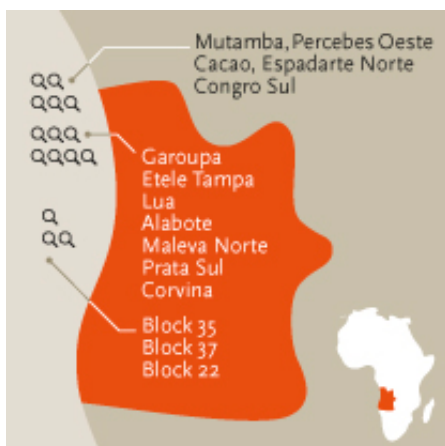 Mutamba, Percebes Oeste
Cacao, Espadarte Norte
Congro Sul
Garoupa
Etele Tampa
Lua
Alabote
Maleva Norte
Prata Sul
Corvina
Block 35
Block 37
Block 22